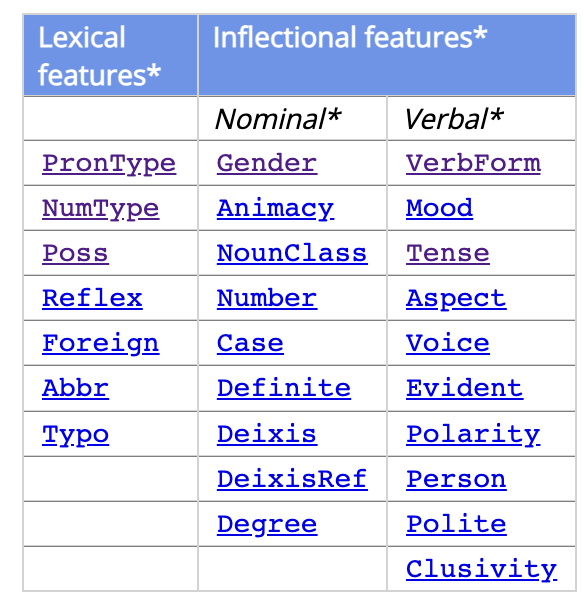 Lexical features* Inflectional features*
Nominal* Verbal*
PronType Gender VerbForm
NumType Animacy Mood
Poss NounClass Tense
Reflex Number Aspect
Foreign Case Voice
Abbr Definite Evident
Typo Deixis Polarity
DeixisRef Person
Degree Polite
Clusivity